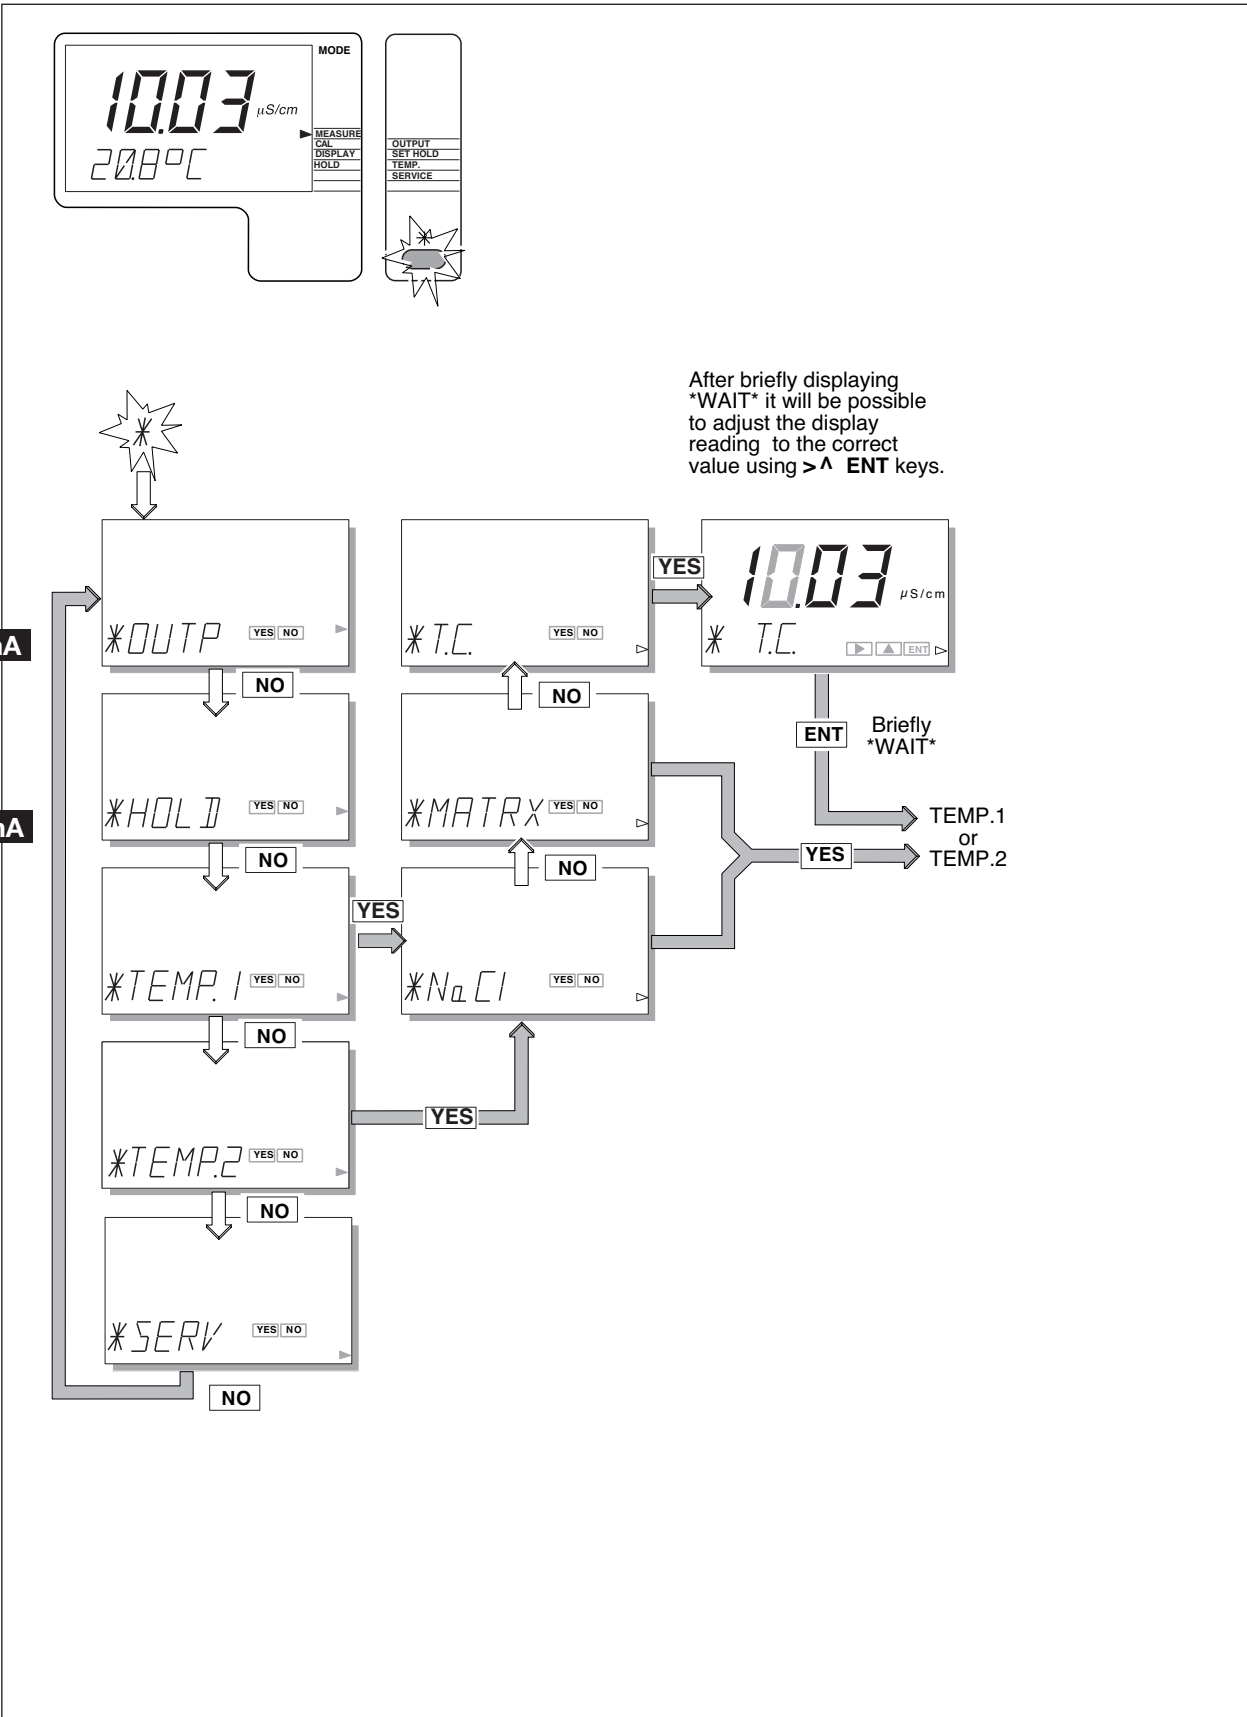 MODE
10.03 µS/cm
20.8°C
MEASURE
CAL
DISPLAY
HOLD
OUTPUT
SET HOLD
TEMP.
SERVICE
*
*
After briefly displaying
*WAIT* it will be possible
to adjust the display
reading to the correct
value using >^ ENT keys.
*OUTP YES NO
NO
*HOLD YES NO
NO
*TEMP.1 YES NO
NO
*TEMP.2 YES NO
NO
*SERV YES NO
NO
*T.C. YES NO
NO
*MATRX YES NO
NO
*NaCl YES NO
YES
YES
YES
10.03 µS/cm
* T.C. ENT
ENT
Briefly
*WAIT*
YES
TEMP.1
or
TEMP.2